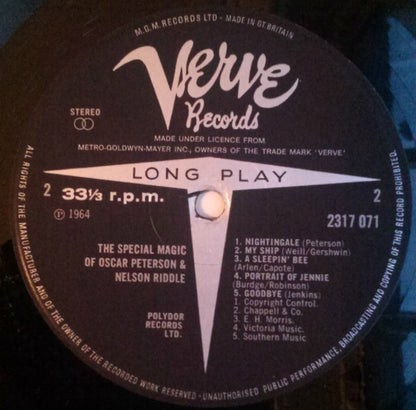 M.G.M. RECORDS LTD · MADE IN GT. BRITAIN
Verve
Records
STEREO
MADE UNDER LICENCE FROM
METRO-GOLDWYN-MAYER INC., OWNERS OF THE TRADE MARK 'VERVE'
LONG PLAY
2 33⅓ r.p.m. 2
℗ 1964
2317 071
THE SPECIAL MAGIC
OF OSCAR PETERSON &
NELSON RIDDLE
POLYDOR
RECORDS
LTD.
1. NIGHTINGALE (Peterson)
2. MY SHIP (Weill/Gershwin)
3. A SLEEPIN' BEE
(Arlen/Capote)
4. PORTRAIT OF JENNIE
(Burdge/Robinson)
5. GOODBYE (Jenkins)
1. Copyright Control.
2. Chappell & Co.
3. E. H. Morris.
4. Victoria Music.
5. Southern Music
ALL RIGHTS OF THE MANUFACTURER AND OF THE OWNER OF THE RECORDED WORK RESERVED · UNAUTHORISED PUBLIC PERFORMANCE, BROADCASTING AND COPYING OF THIS RECORD PROHIBITED.